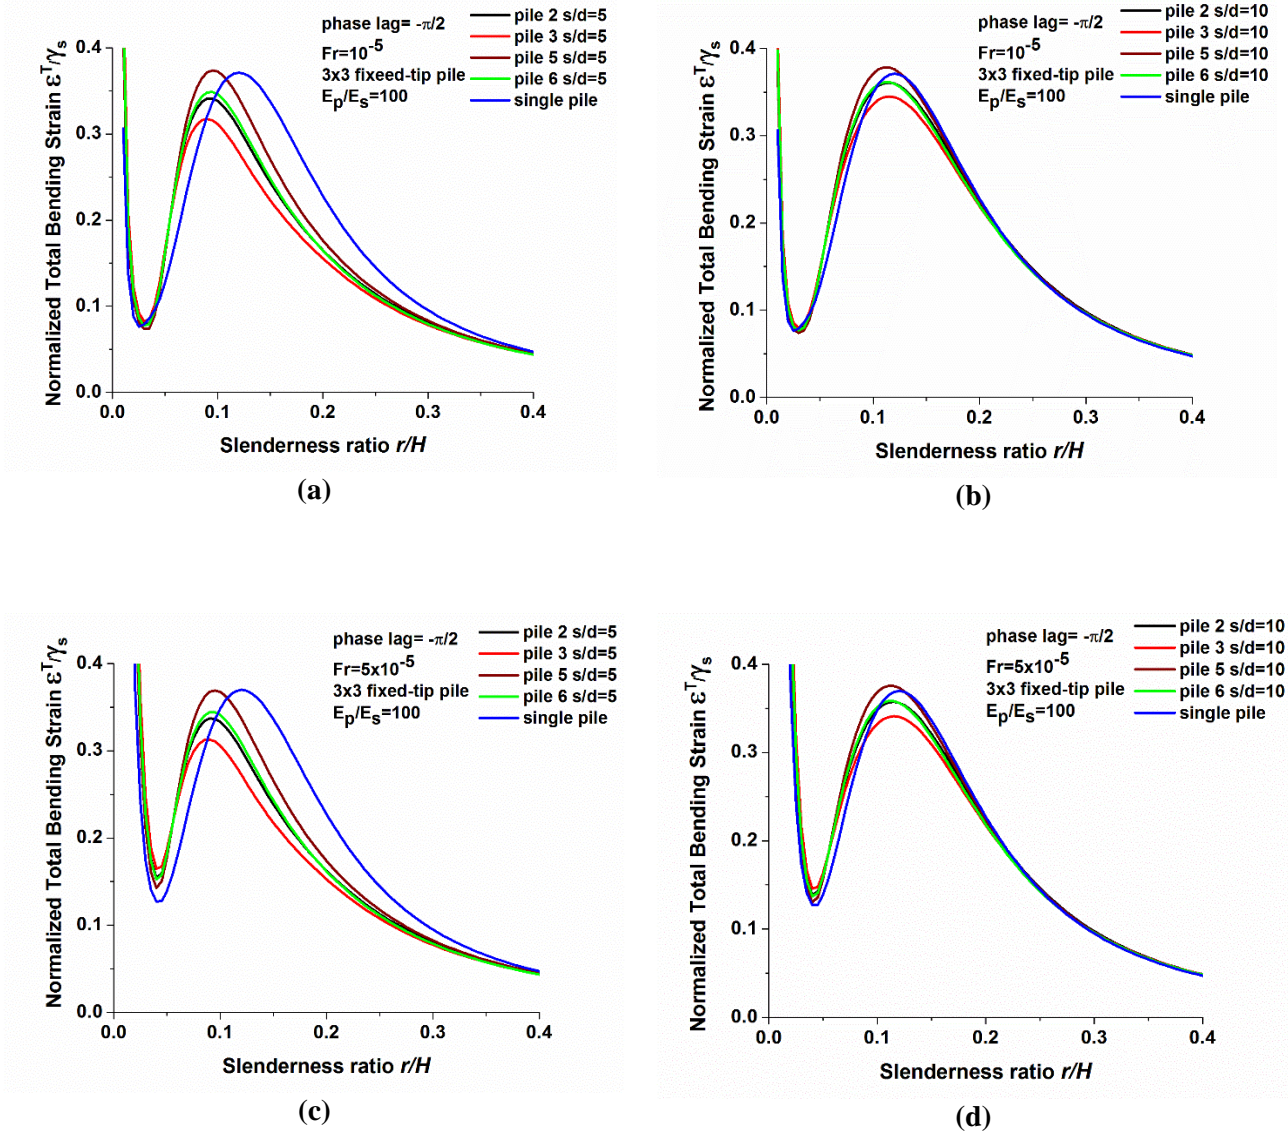 phase lag= -π/2
Fr=10⁻⁵
3x3 fixeed-tip pile
Eₚ/Eₛ=100
pile 2 s/d=5
pile 3 s/d=5
pile 5 s/d=5
pile 6 s/d=5
single pile
Normalized Total Bending Strain εᵀ/γₛ
0.4
0.3
0.2
0.1
0.0
0.0 0.1 0.2 0.3 0.4
Slenderness ratio r/H
(a)
phase lag= -π/2
Fr=10⁻⁵
3x3 fixed-tip pile
Eₚ/Eₛ=100
pile 2 s/d=10
pile 3 s/d=10
pile 5 s/d=10
pile 6 s/d=10
single pile
Normalized Total Bending Strain εᵀ/γₛ
0.4
0.3
0.2
0.1
0.0
0.0 0.1 0.2 0.3 0.4
Slenderness ratio r/H
(b)
phase lag= -π/2
Fr=5x10⁻⁵
3x3 fixed-tip pile
Eₚ/Eₛ=100
pile 2 s/d=5
pile 3 s/d=5
pile 5 s/d=5
pile 6 s/d=5
single pile
Normalized Total Bending Strain εᵀ/γₛ
0.4
0.3
0.2
0.1
0.0
0.0 0.1 0.2 0.3 0.4
Slenderness ratio r/H
(c)
phase lag= -π/2
Fr=5x10⁻⁵
3x3 fixed-tip pile
Eₚ/Eₛ=100
pile 2 s/d=10
pile 3 s/d=10
pile 5 s/d=10
pile 6 s/d=10
single pile
Normalized Total Bending Strain εᵀ/γₛ
0.4
0.3
0.2
0.1
0.0
0.0 0.1 0.2 0.3 0.4
Slenderness ratio r/H
(d)